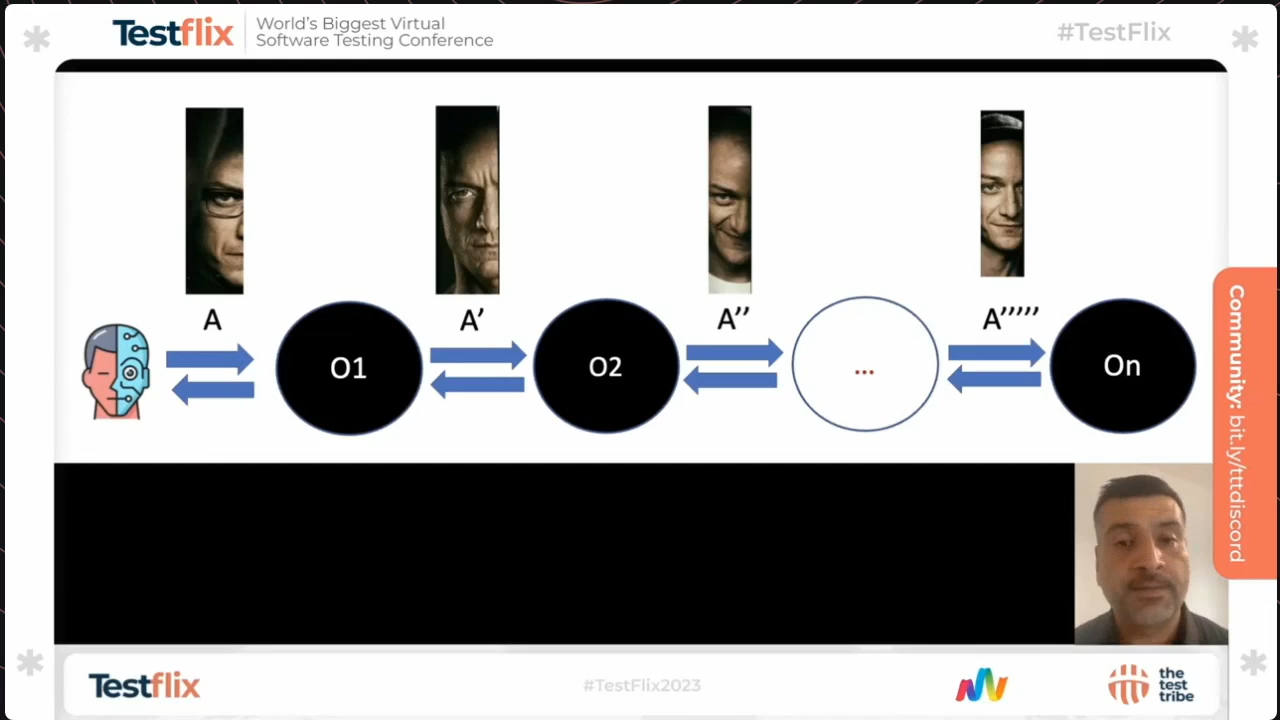 Testflix
World's Biggest Virtual
Software Testing Conference
#TestFlix
A
A’
A’’
A’’’’’
O1
O2
...
On
Community: bit.ly/tttdiscord
Testflix
#TestFlix2023
the
test
tribe